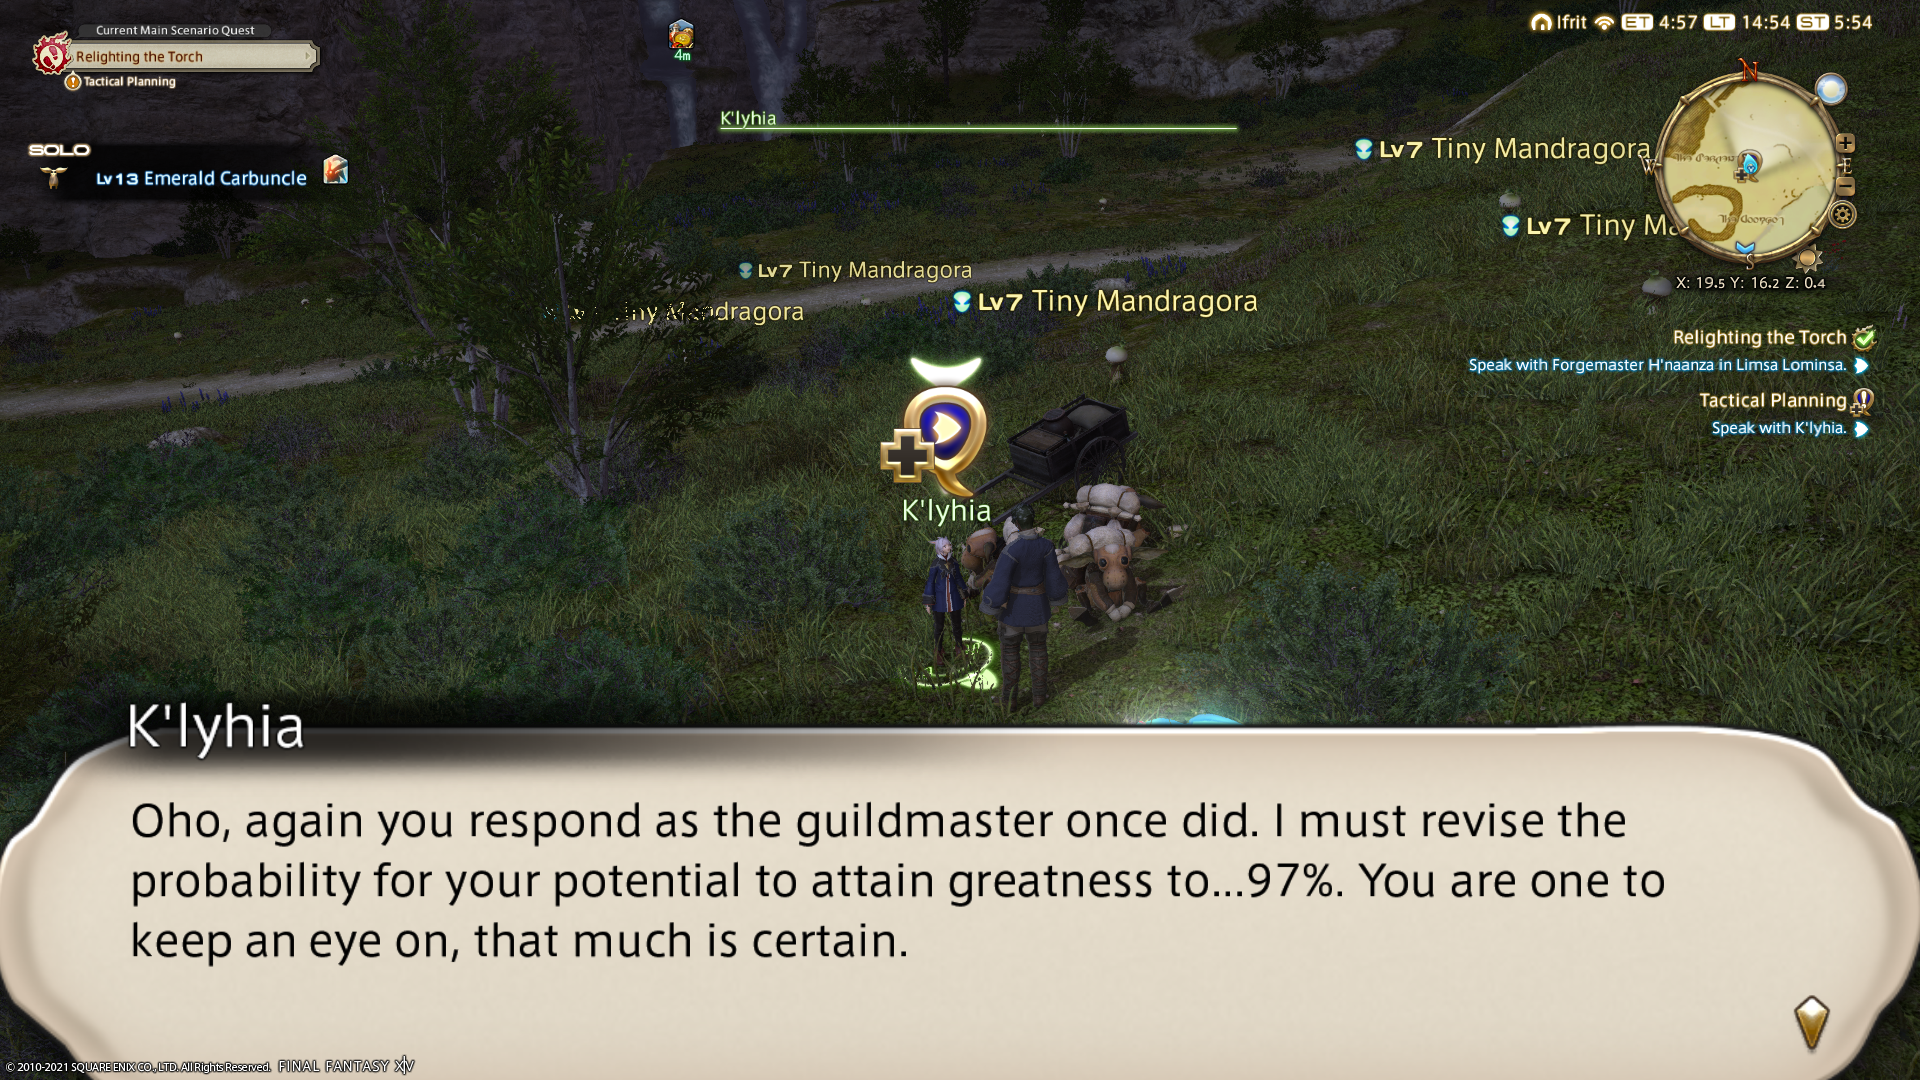 Current Main Scenario Quest
Relighting the Torch
Tactical Planning
4m
Ifrit ET 4:57 LT 14:54 ST 5:54
N
K'lyhia
SOLO
Lv13 Emerald Carbuncle
Lv7 Tiny Mandragora
W
E
Lv7 Tiny Ma
Lv7 Tiny Mandragora
Lv7 Tiny Mandragora
Tiny Mandragora
S
X: 19.5 Y: 16.2 Z: 0.4
Relighting the Torch
Speak with Forgemaster H'naanza in Limsa Lominsa.
Tactical Planning
Speak with K'lyhia.
K'lyhia
K'lyhia
Oho, again you respond as the guildmaster once did. I must revise the
probability for your potential to attain greatness to...97%. You are one to
keep an eye on, that much is certain.
© 2010-2021 SQUARE ENIX CO., LTD. All Rights Reserved. FINAL FANTASY XIV